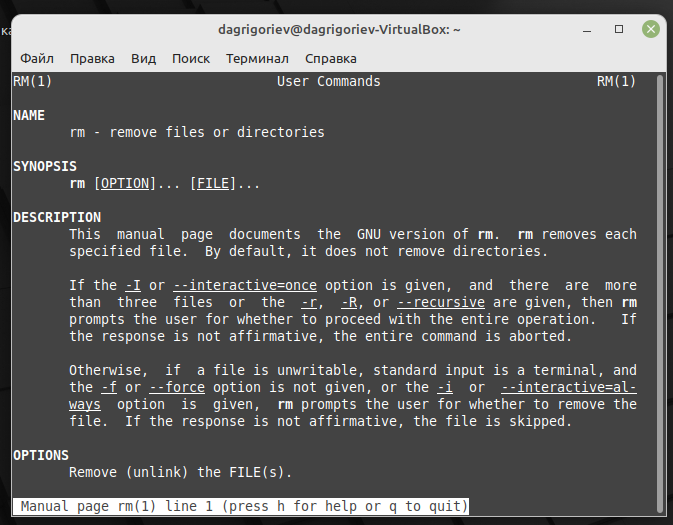 ка
dagrigoriev@dagrigoriev-VirtualBox: ~
Файл Правка Вид Поиск Терминал Справка
RM(1) User Commands RM(1)
NAME
rm - remove files or directories
SYNOPSIS
rm [OPTION]... [FILE]...
DESCRIPTION
This manual page documents the GNU version of rm. rm removes each
specified file. By default, it does not remove directories.
If the -I or --interactive=once option is given, and there are more
than three files or the -r, -R, or --recursive are given, then rm
prompts the user for whether to proceed with the entire operation. If
the response is not affirmative, the entire command is aborted.
Otherwise, if a file is unwritable, standard input is a terminal, and
the -f or --force option is not given, or the -i or --interactive=al-
ways option is given, rm prompts the user for whether to remove the
file. If the response is not affirmative, the file is skipped.
OPTIONS
Remove (unlink) the FILE(s).
Manual page rm(1) line 1 (press h for help or q to quit)